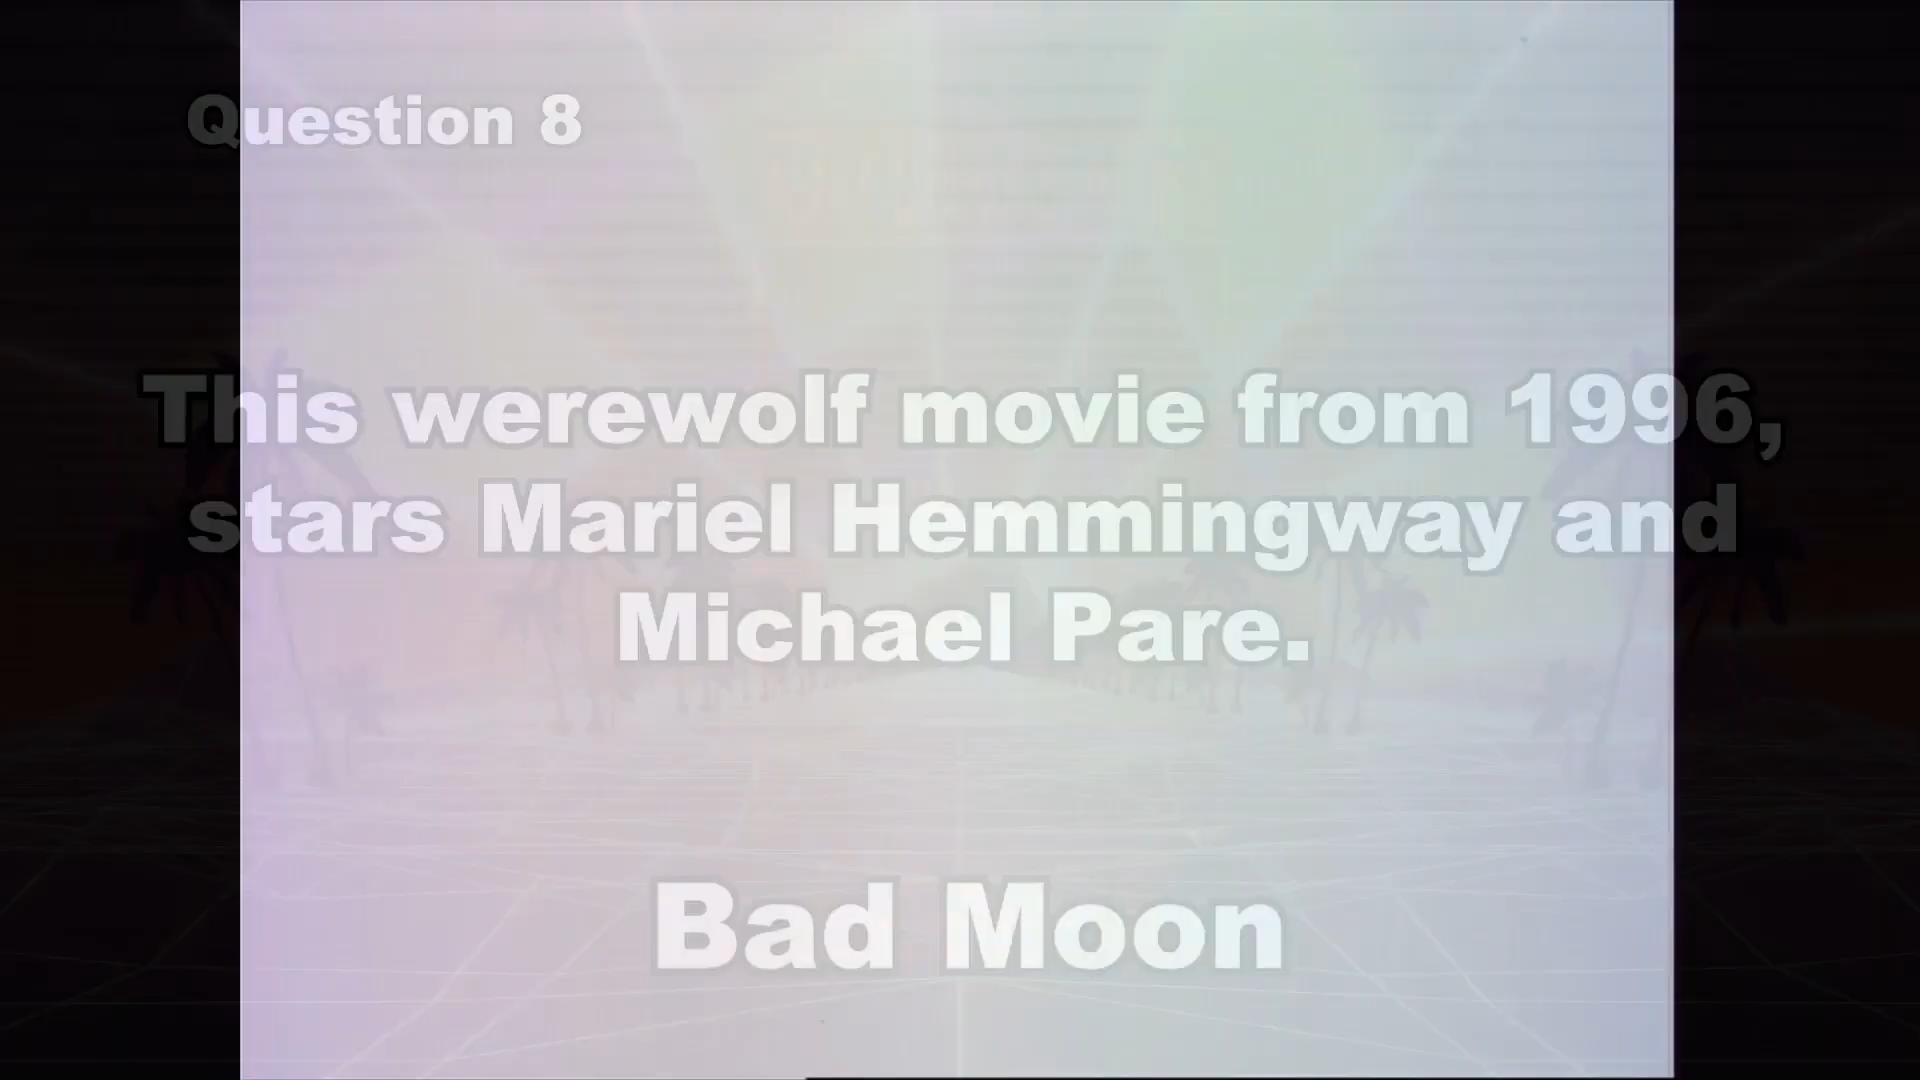 Question 8
This werewolf movie from 1996,
stars Mariel Hemmingway and
Michael Pare.
Bad Moon